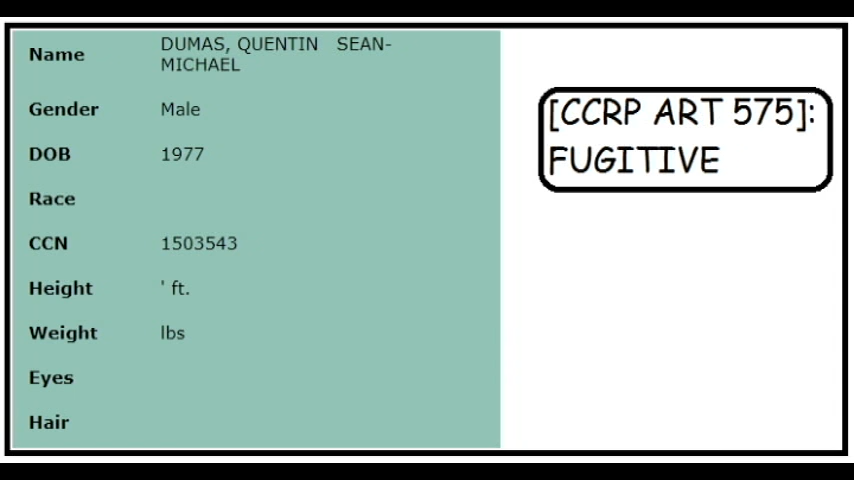 Name DUMAS, QUENTIN SEAN-
MICHAEL
Gender Male
DOB 1977
Race
CCN 1503543
Height ' ft.
Weight lbs
Eyes
Hair
[CCRP ART 575]:
FUGITIVE